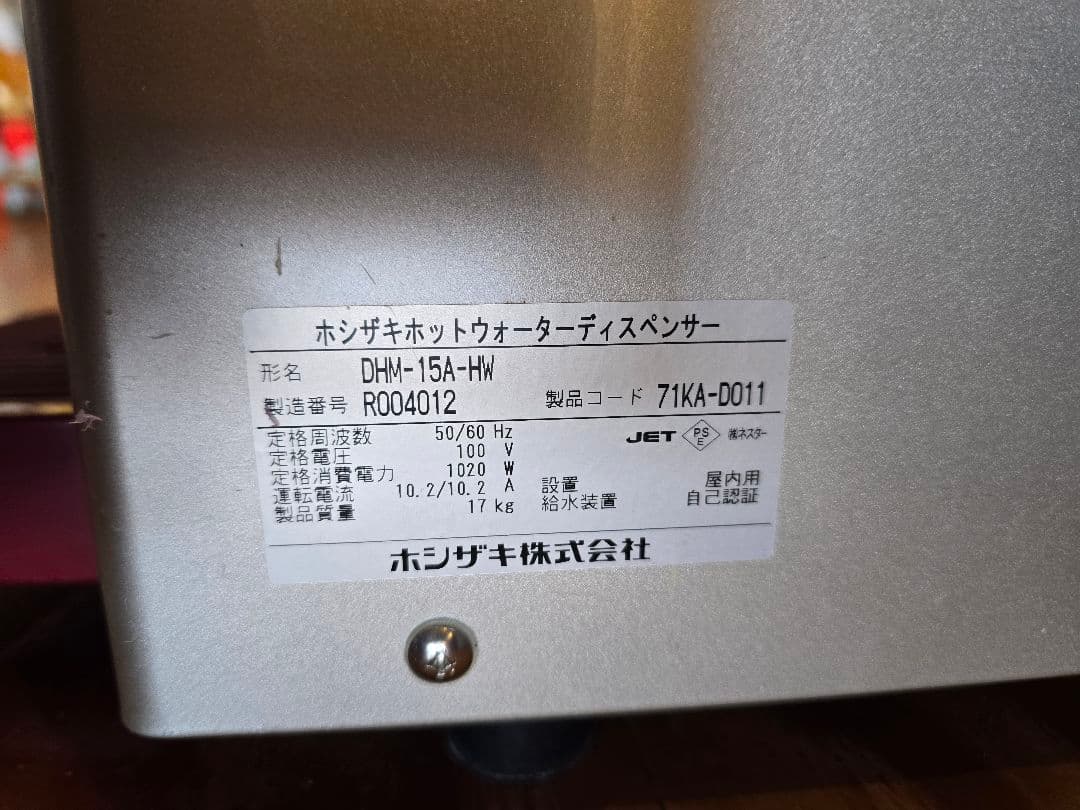 ホシザキホットウォーターディスペンサー
形名 DHM-15A-HW
製造番号 R004012 製品コード 71KA-D011
定格周波数 50/60 Hz
定格電圧 100 V
定格消費電力 1020 W
運転電流 10.2/10.2 A
製品質量 17 kg
JET PS E ㈱ネスター
設置 屋内用
給水装置 自己認証
ホシザキ株式会社